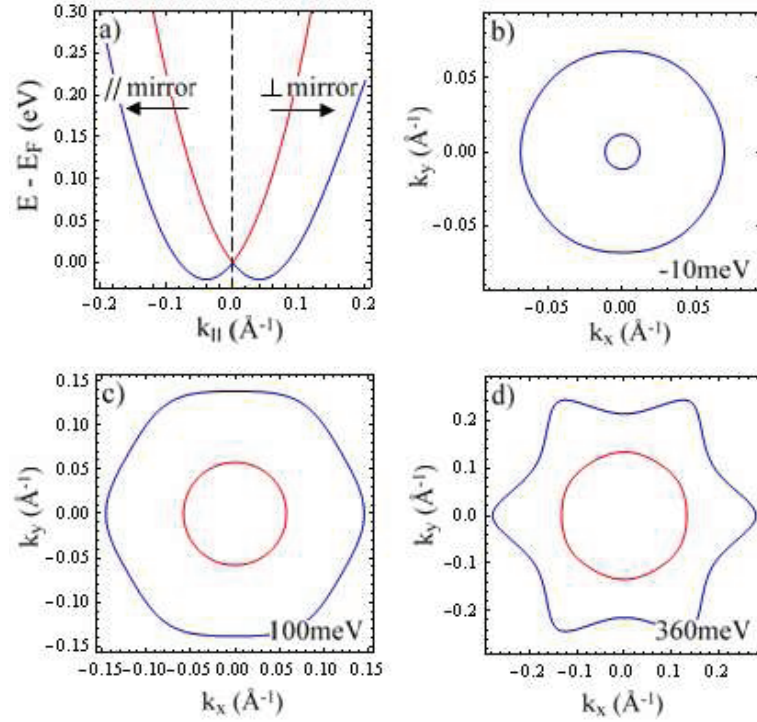 a)
// mirror
⊥ mirror
E - E_F (eV)
0.30
0.25
0.20
0.15
0.10
0.05
0.00
-0.2 -0.1 0.0 0.1 0.2
k|| (Å⁻¹)
b)
k_y (Å⁻¹)
0.05
0.00
-0.05
-10meV
-0.05 0.00 0.05
k_x (Å⁻¹)
c)
k_y (Å⁻¹)
0.15
0.10
0.05
0.00
-0.05
-0.10
-0.15
100meV
-0.15 -0.10 -0.05 0.00 0.05 0.10 0.15
k_x (Å⁻¹)
d)
k_y (Å⁻¹)
0.2
0.1
0.0
-0.1
-0.2
360meV
-0.2 -0.1 0.0 0.1 0.2
k_x (Å⁻¹)